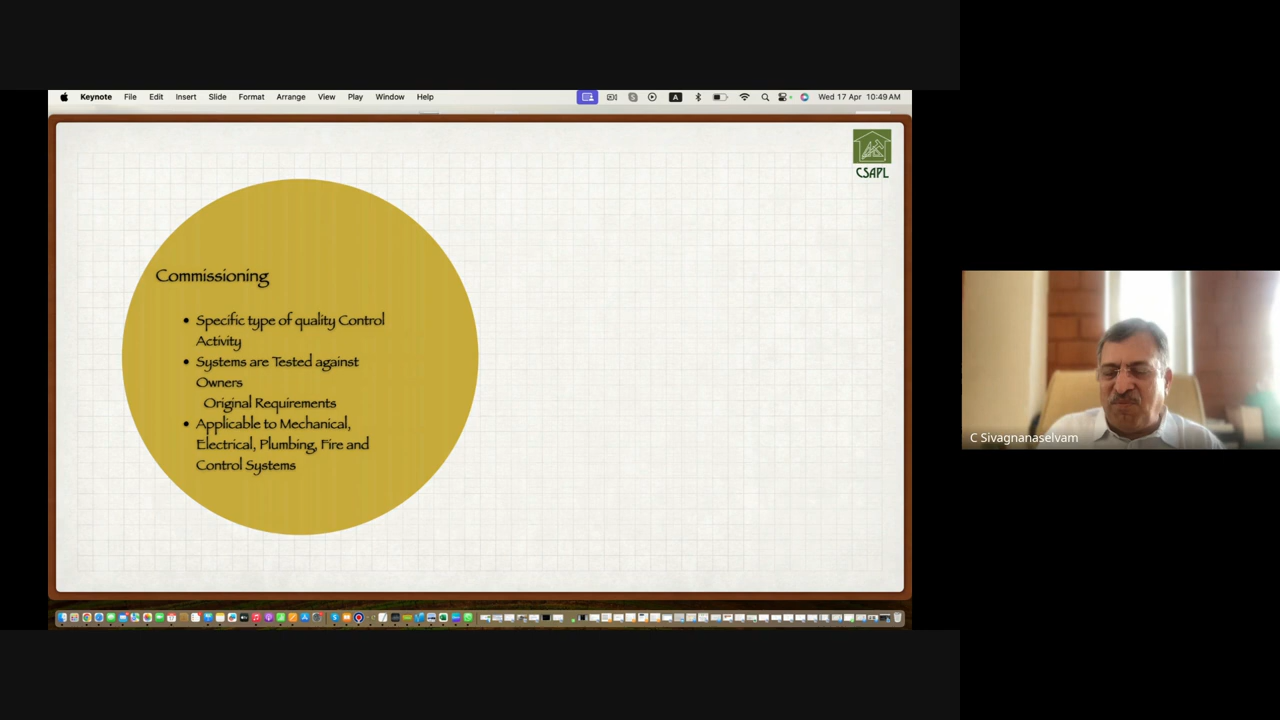 Keynote File Edit Insert Slide Format Arrange View Play Window Help A Wed 17 Apr 10:49 AM
CSAPL
Commissioning
• Specific type of quality Control
Activity
• Systems are Tested against
Owners
Original Requirements
• Applicable to Mechanical,
Electrical, Plumbing, Fire and
Control Systems
C Sivagnanaselvam